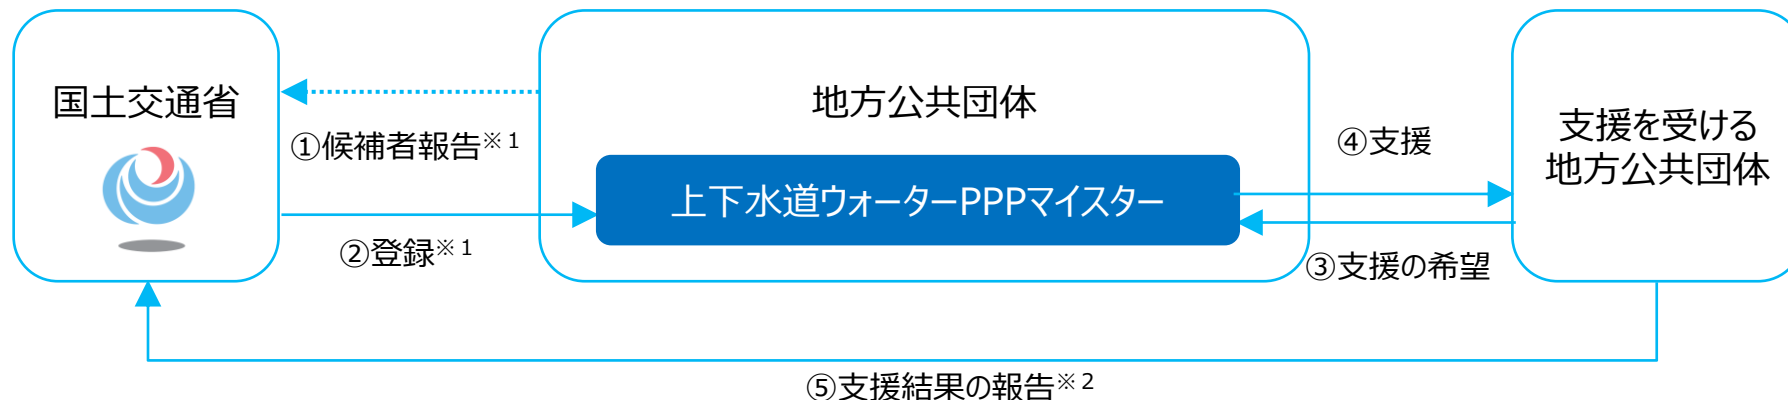 国土交通省
①候補者報告※1
②登録※1
地方公共団体
上下水道ウォーターPPPマイスター
④支援
③支援の希望
支援を受ける
地方公共団体
⑤支援結果の報告※2